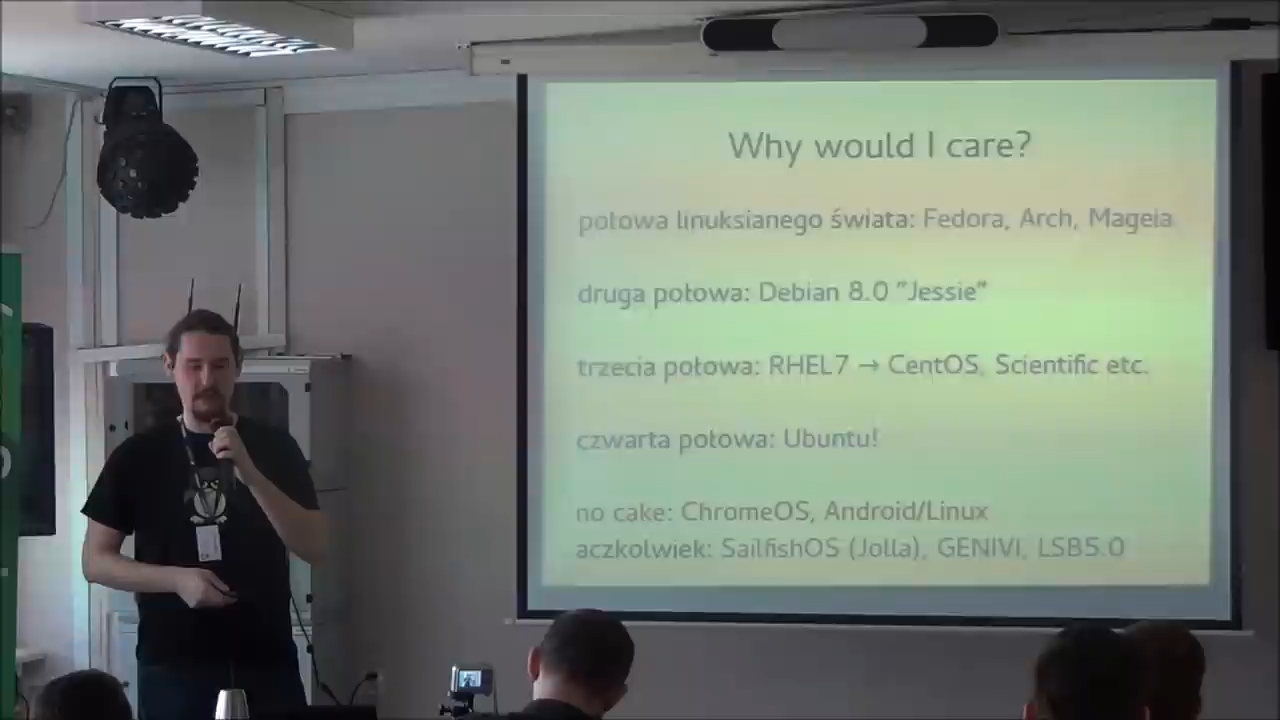 Why would I care?
połowa linuksianego świata: Fedora, Arch, Mageia
druga połowa: Debian 8.0 "Jessie"
trzecia połowa: RHEL7 → CentOS, Scientific etc.
czwarta połowa: Ubuntu!
no cake: ChromeOS, Android/Linux
aczkolwiek: SailfishOS (Jolla), GENIVI, LSB5.0